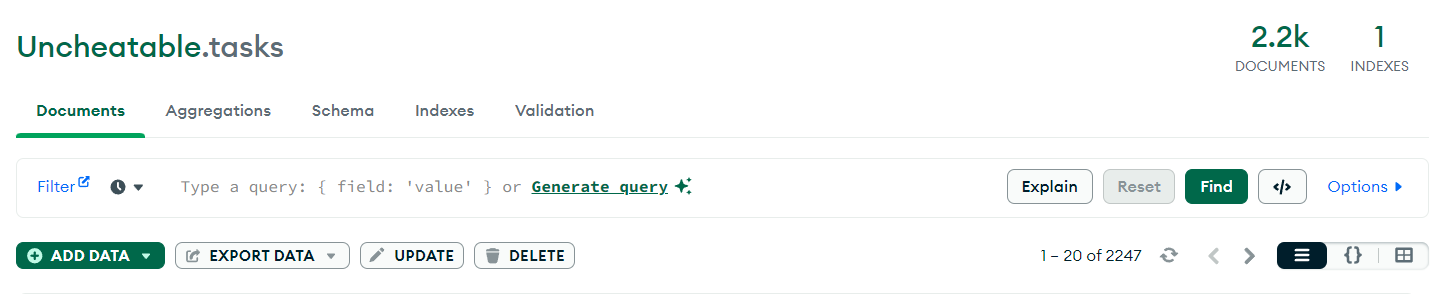 Uncheatable.tasks
2.2k 1
DOCUMENTS INDEXES
Documents Aggregations Schema Indexes Validation
Filter Type a query: { field: 'value' } or Generate query Explain Reset Find </> Options
ADD DATA EXPORT DATA UPDATE DELETE 1 – 20 of 2247 {}